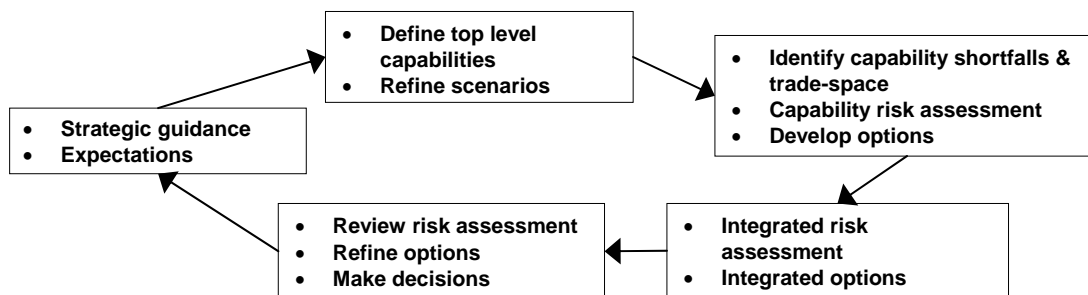 • Define top level
capabilities
• Refine scenarios
• Identify capability shortfalls &
trade-space
• Capability risk assessment
• Develop options
• Strategic guidance
• Expectations
• Review risk assessment
• Refine options
• Make decisions
• Integrated risk
assessment
• Integrated options